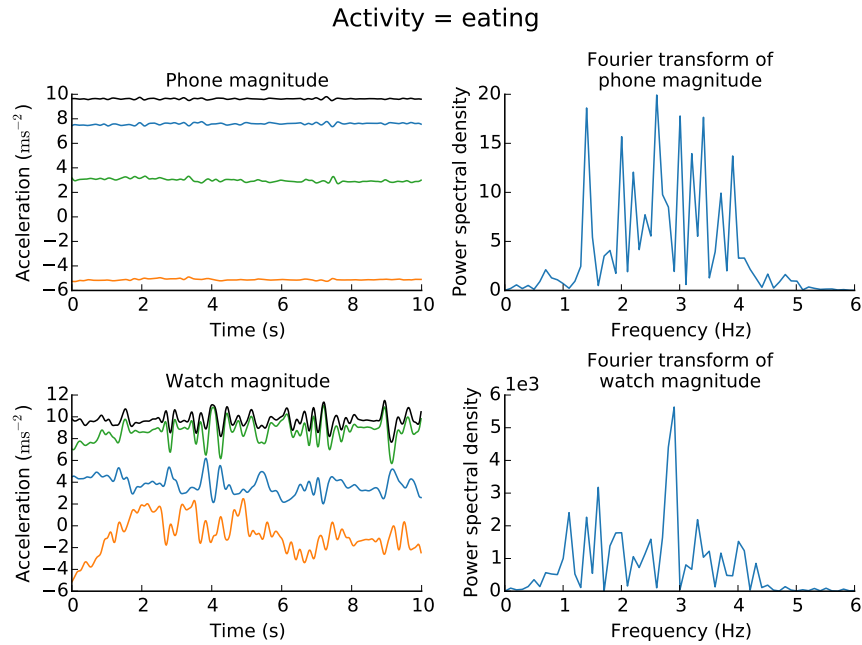 Activity = eating
Phone magnitude
Acceleration (ms⁻²)
10
8
6
4
2
0
−2
−4
−6
0 2 4 6 8 10
Time (s)
Fourier transform of
phone magnitude
Power spectral density
20
15
10
5
0
0 1 2 3 4 5 6
Frequency (Hz)
Watch magnitude
Acceleration (ms⁻²)
12
10
8
6
4
2
0
−2
−4
−6
0 2 4 6 8 10
Time (s)
Fourier transform of
watch magnitude
1e3
Power spectral density
6
5
4
3
2
1
0
0 1 2 3 4 5 6
Frequency (Hz)